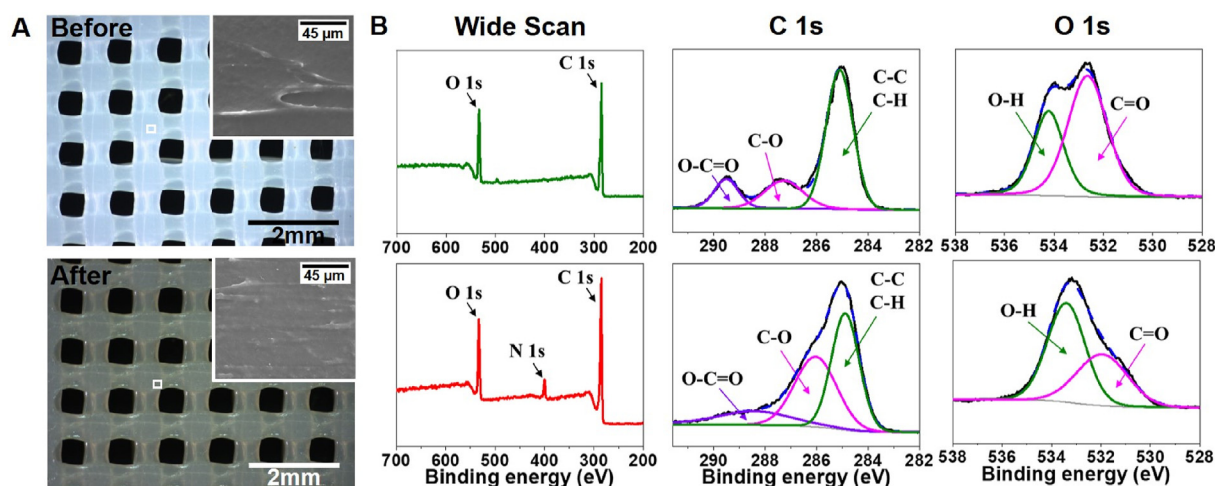 A
Before
45 µm
2mm
After
45 µm
2mm
B
Wide Scan
C 1s
O 1s
O 1s
C 1s
700 600 500 400 300 200
O-C=O
C-O
C-C
C-H
290 288 286 284 282
O-H
C=O
538 536 534 532 530 528
O 1s
N 1s
C 1s
700 600 500 400 300 200
Binding energy (eV)
O-C=O
C-O
C-C
C-H
290 288 286 284 282
Binding energy (eV)
O-H
C=O
538 536 534 532 530 528
Binding energy (eV)